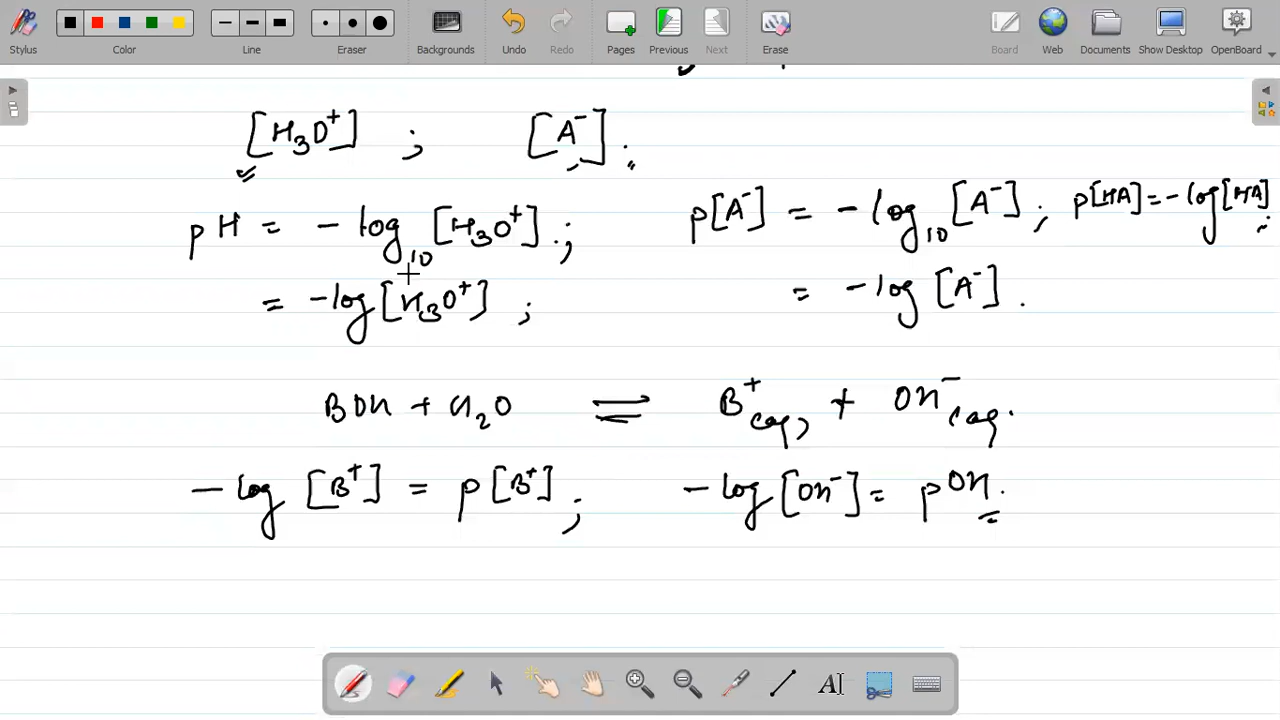 Stylus Color Line Eraser Backgrounds Undo Redo Pages Previous Next Erase Board Web Documents Show Desktop OpenBoard
[H₃O⁺] ; [A⁻].
pH = -log₁₀[H₃O⁺]; p[A⁻] = -log₁₀[A⁻]; p[HA] = -log[HA];
= -log[H₃O⁺]; = -log[A⁻].
BOH + H₂O ⇌ B⁺(aq) + OH⁻(aq).
-log[B⁺] = p[B⁺]; -log[OH⁻] = pOH.